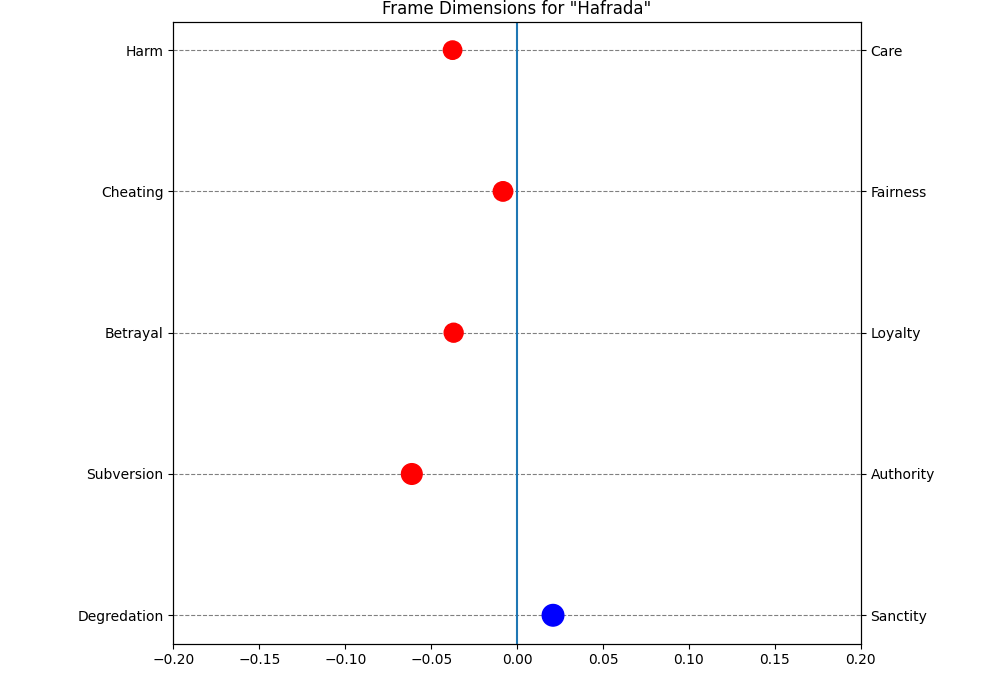 Frame Dimensions for "Hafrada"
Harm Care
Cheating Fairness
Betrayal Loyalty
Subversion Authority
Degredation Sanctity
−0.20 −0.15 −0.10 −0.05 0.00 0.05 0.10 0.15 0.20